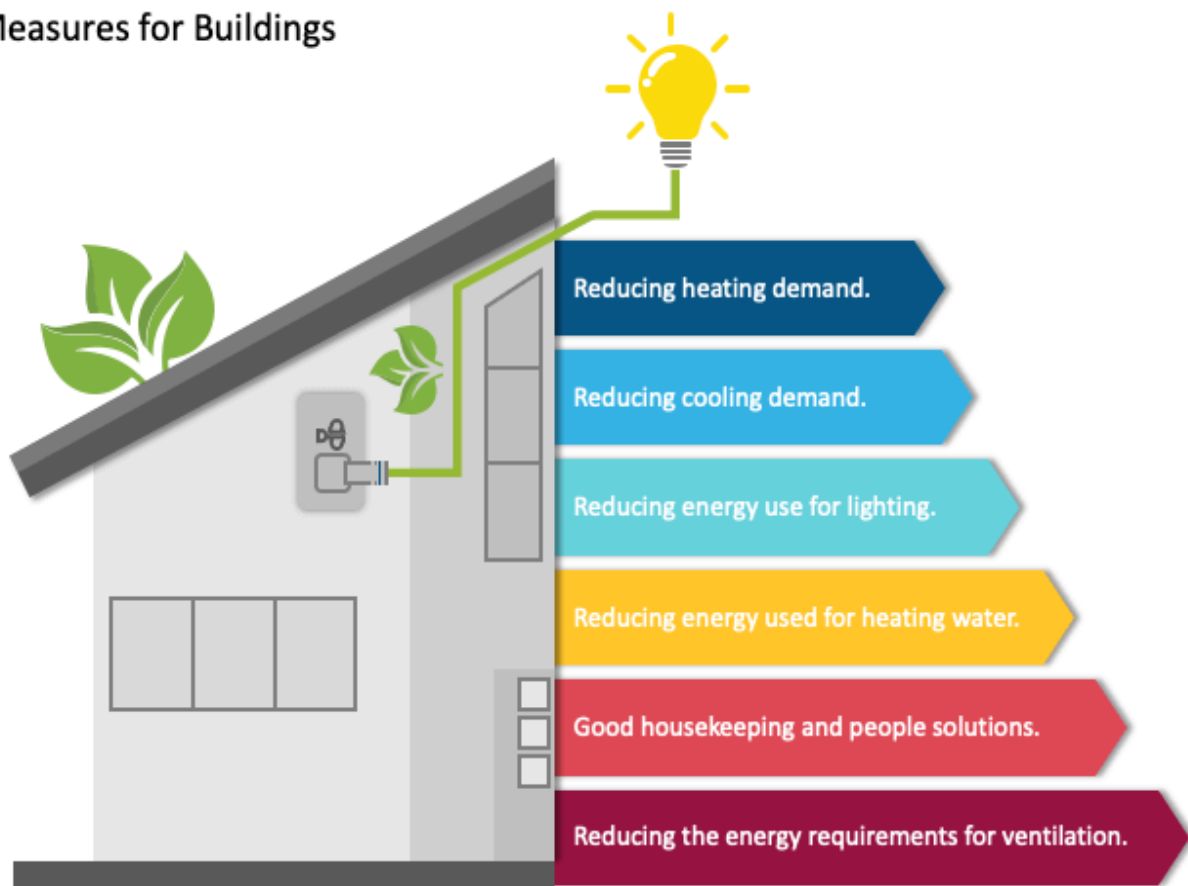 Measures for Buildings
Reducing heating demand.
Reducing cooling demand.
Reducing energy use for lighting.
Reducing energy used for heating water.
Good housekeeping and people solutions.
Reducing the energy requirements for ventilation.